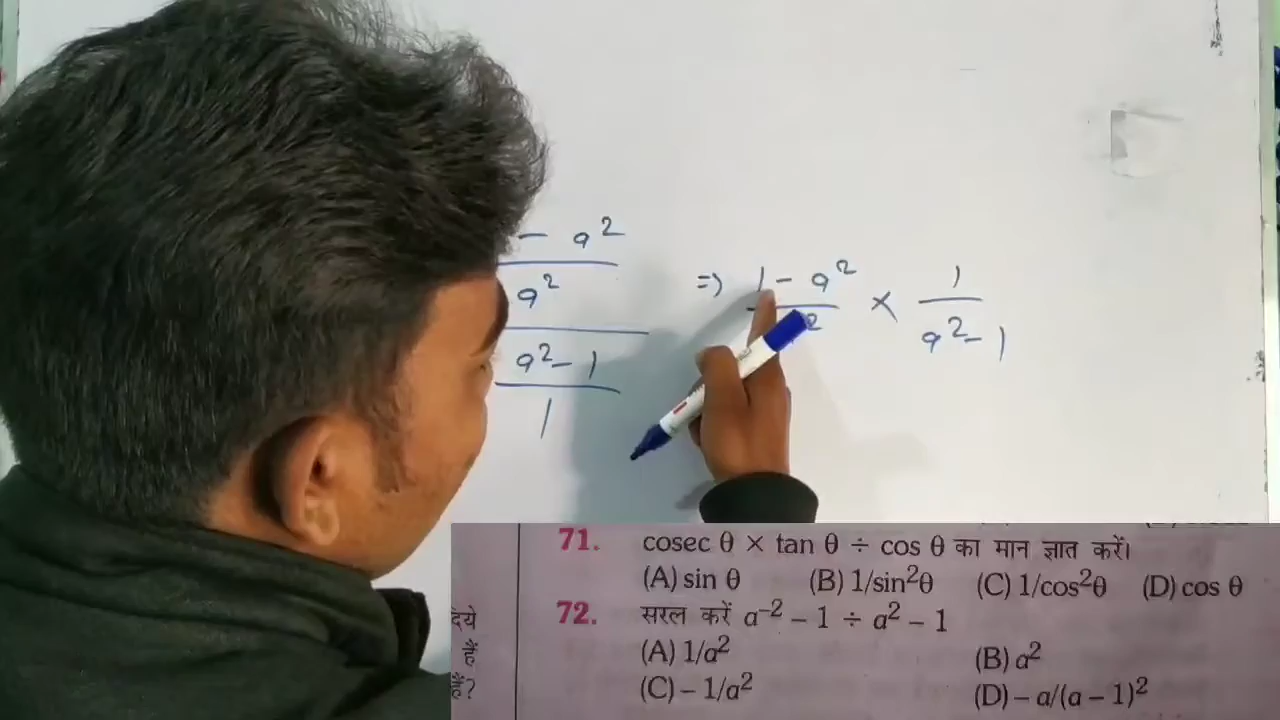 - a²
a²
a² - 1
1
=> 1 - a² × 1
² a² - 1
71. cosec θ × tan θ ÷ cos θ का मान ज्ञात करें।
(A) sin θ (B) 1/sin²θ (C) 1/cos²θ (D) cos θ
72. सरल करें a⁻² – 1 ÷ a² – 1
(A) 1/a² (B) a²
(C) – 1/a² (D) – a/(a – 1)²